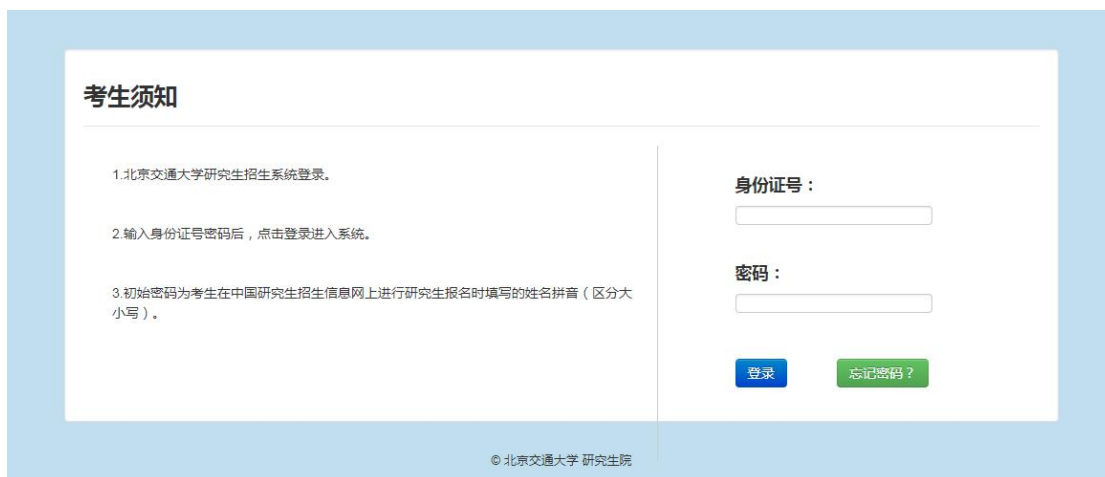 考生须知
1.北京交通大学研究生招生系统登录。
2.输入身份证号密码后，点击登录进入系统。
3.初始密码为考生在中国研究生招生信息网上进行研究生报名时填写的姓名拼音（区分大
小写）。
身份证号：
密码：
登录
忘记密码？
© 北京交通大学 研究生院